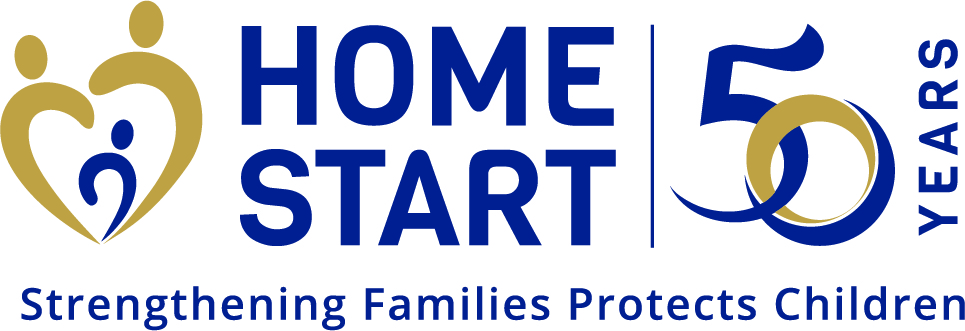 HOME
START
50
YEARS
Strengthening Families Protects Children